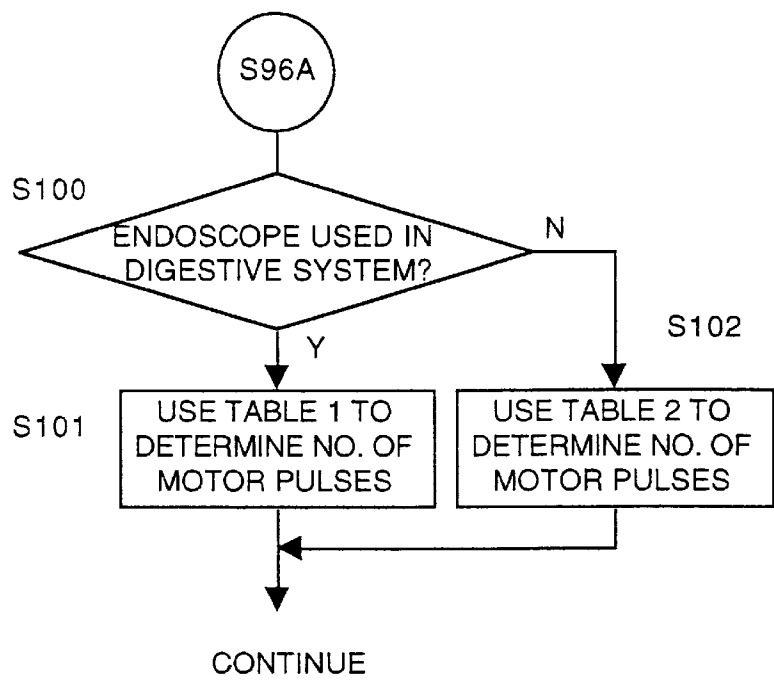 S96A
S100
ENDOSCOPE USED IN
DIGESTIVE SYSTEM?
N
Y
S102
S101
USE TABLE 1 TO
DETERMINE NO. OF
MOTOR PULSES
USE TABLE 2 TO
DETERMINE NO. OF
MOTOR PULSES
CONTINUE